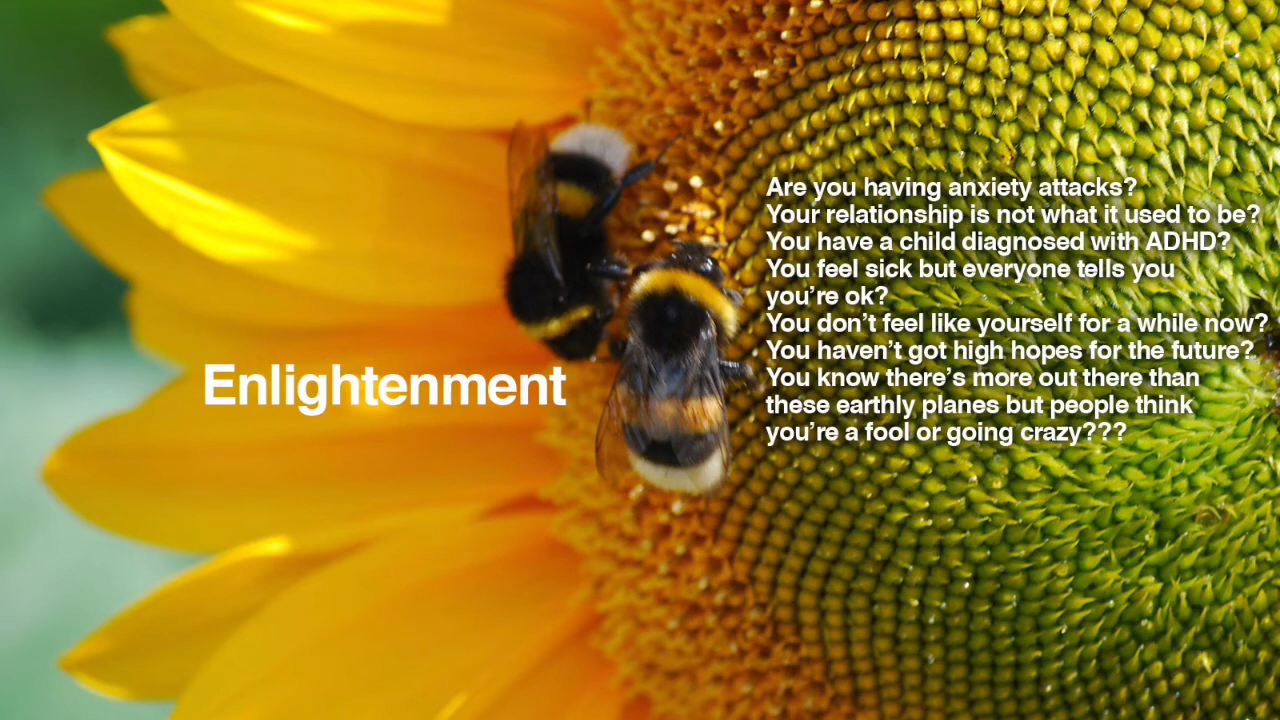 Enlightenment
Are you having anxiety attacks?
Your relationship is not what it used to be?
You have a child diagnosed with ADHD?
You feel sick but everyone tells you
you’re ok?
You don’t feel like yourself for a while now?
You haven’t got high hopes for the future?
You know there’s more out there than
these earthly planes but people think
you’re a fool or going crazy???